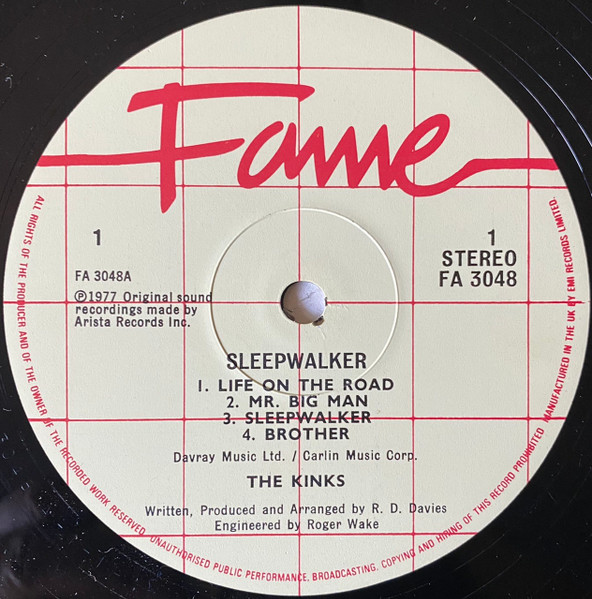 Fame
1
FA 3048A
℗1977 Original sound
recordings made by
Arista Records Inc.
1
STEREO
FA 3048
SLEEPWALKER
1. LIFE ON THE ROAD
2. MR. BIG MAN
3. SLEEPWALKER
4. BROTHER
Davray Music Ltd. / Carlin Music Corp.
THE KINKS
Written, Produced and Arranged by R. D. Davies
Engineered by Roger Wake
ALL RIGHTS OF THE PRODUCER AND OF THE OWNER OF THE RECORDED WORK RESERVED. UNAUTHORISED PUBLIC PERFORMANCE, BROADCASTING, COPYING AND HIRING OF THIS RECORD PROHIBITED. MANUFACTURED IN THE UK BY EMI RECORDS LIMITED.